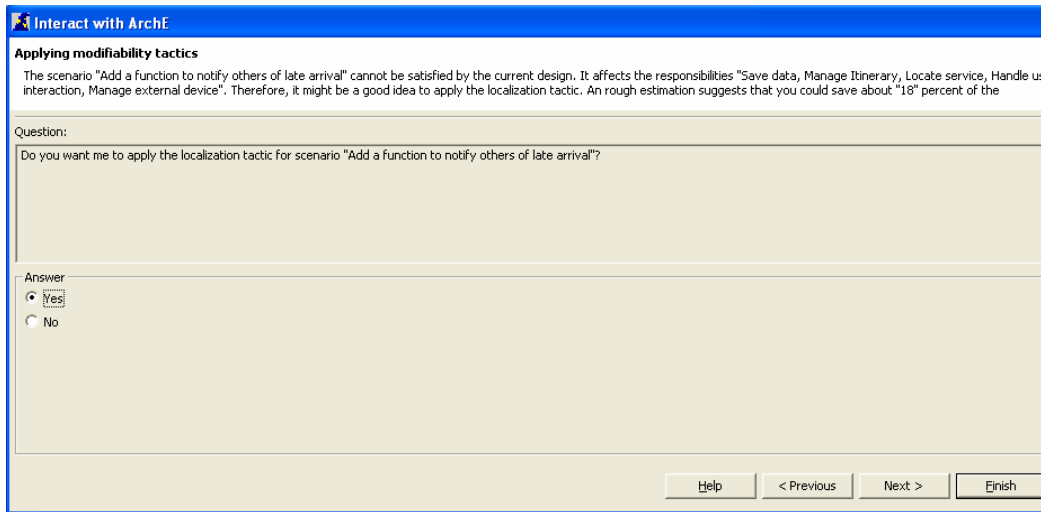 Interact with ArchE
Applying modifiability tactics
The scenario "Add a function to notify others of late arrival" cannot be satisfied by the current design. It affects the responsibilities "Save data, Manage Itinerary, Locate service, Handle
interaction, Manage external device". Therefore, it might be a good idea to apply the localization tactic. An rough estimation suggests that you could save about "18" percent of the
Question:
Do you want me to apply the localization tactic for scenario "Add a function to notify others of late arrival"?
Answer
Yes
No
Help < Previous Next > Finish